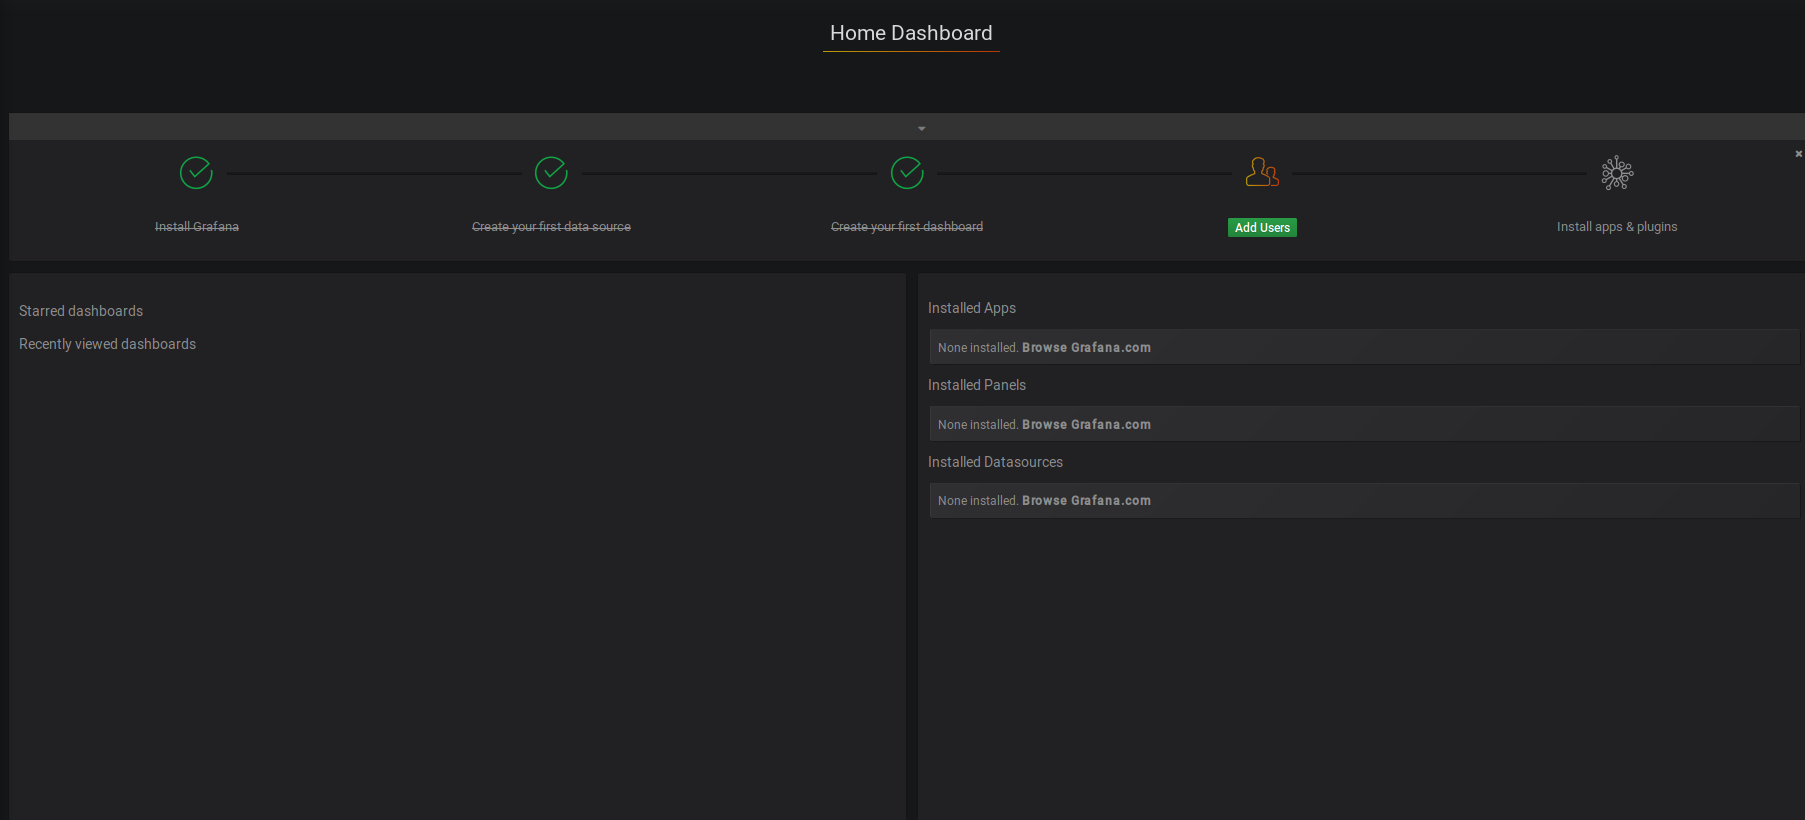 Home Dashboard
Install Grafana
Create your first data source
Create your first dashboard
Add Users
Install apps & plugins
Starred dashboards
Recently viewed dashboards
Installed Apps
None installed. Browse Grafana.com
Installed Panels
None installed. Browse Grafana.com
Installed Datasources
None installed. Browse Grafana.com